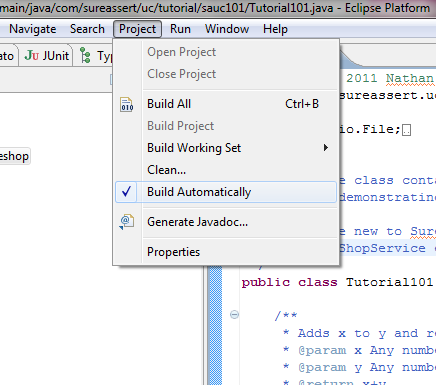 main/java/com/sureassert/uc/tutorial/sauc101/Tutorial101.java - Eclipse Platform
Navigate Search Project Run Window Help
JUnit
Open Project
Close Project
Build All Ctrl+B
Build Project
Build Working Set
Clean...
Build Automatically
Generate Javadoc...
Properties
eshop
2011 Nathan
sureassert.uc
io.File;
e class conta
demonstrating
e new to Sure
ShopService
*/
public class Tutorial101
/**
* Adds x to y and re
* @param x Any numbe
* @param y Any numbe
* @return x+y